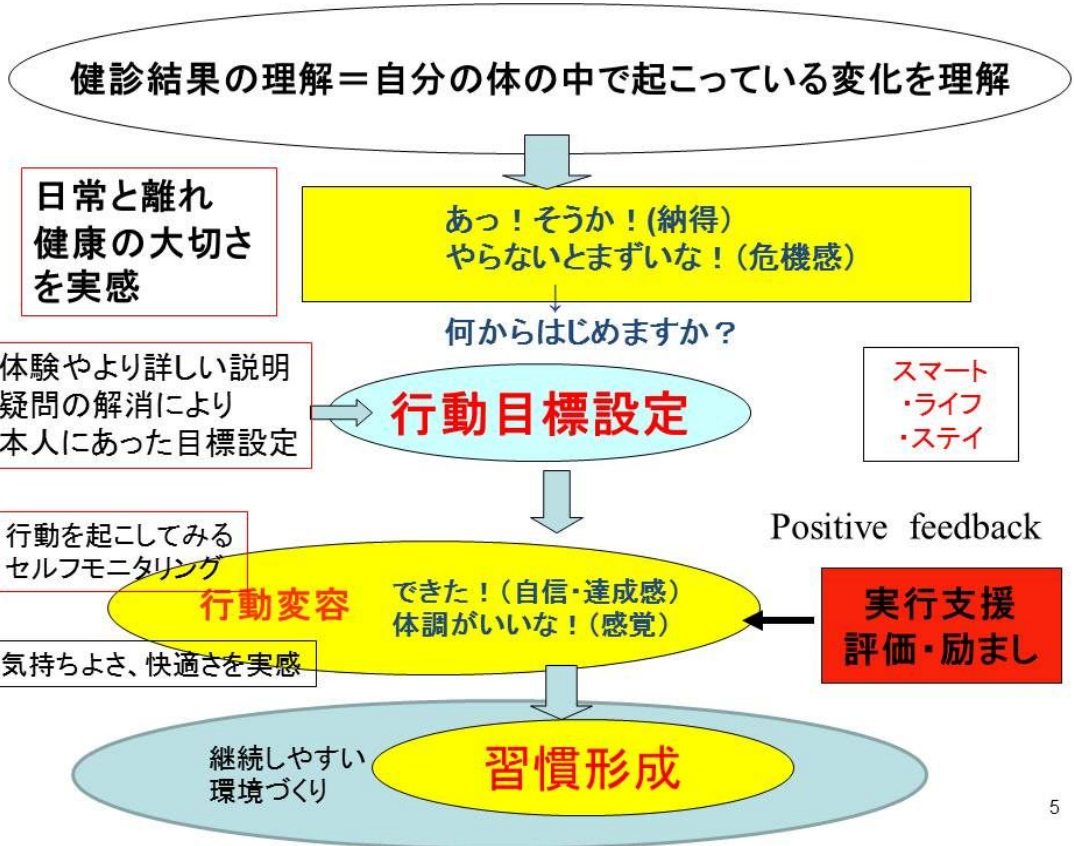 健診結果の理解＝自分の体の中で起こっている変化を理解
日常と離れ
健康の大切さ
を実感
あっ！そうか！(納得）
やらないとまずいな！（危機感）
↓
何からはじめますか？
体験やより詳しい説明
疑問の解消により
本人にあった目標設定
行動目標設定
スマート
・ライフ
・ステイ
行動を起こしてみる
セルフモニタリング
Positive feedback
行動変容
できた！（自信・達成感）
体調がいいな！（感覚）
実行支援
評価・励まし
気持ちよさ、快適さを実感
継続しやすい
環境づくり
習慣形成
5